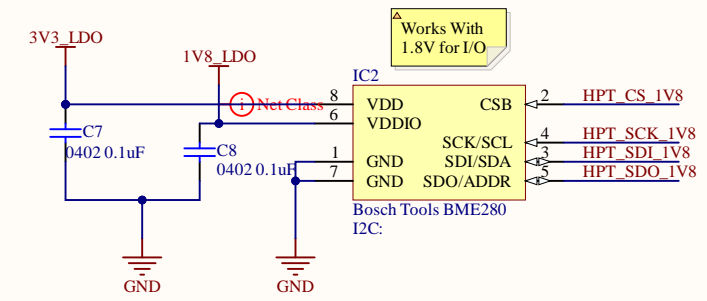 Works With
1.8V for I/O
3V3_LDO
1V8_LDO
IC2
i Net Class
8 VDD CSB 2 HPT_CS_1V8
6 VDDIO
SCK/SCL 4 HPT_SCK_1V8
1 GND SDI/SDA 3 HPT_SDI_1V8
7 GND SDO/ADDR 5 HPT_SDO_1V8
C7
0402 0.1uF
C8
0402 0.1uF
Bosch Tools BME280
I2C:
GND
GND